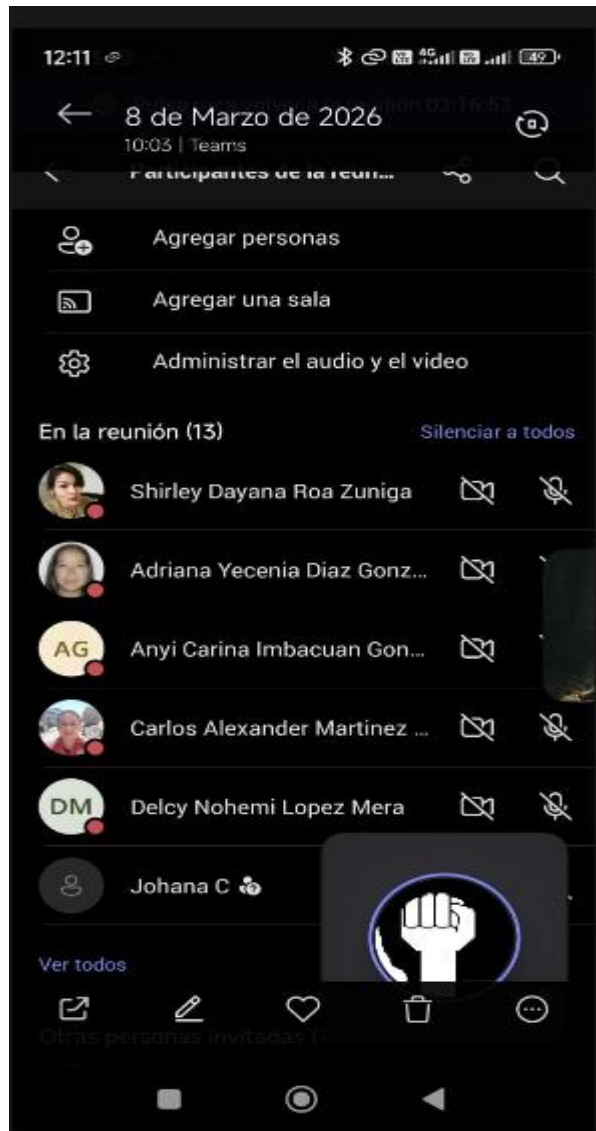 12:11
4G
49
8 de Marzo de 2026
10:03 | Teams
Participantes de la reun...
Agregar personas
Agregar una sala
Administrar el audio y el video
En la reunión (13)
Silenciar a todos
Shirley Dayana Roa Zuniga
Adriana Yecenia Diaz Gonz...
AG
Anyi Carina Imbacuan Gon...
Carlos Alexander Martinez ...
DM
Delcy Nohemi Lopez Mera
Johana C
Ver todos
Otras personas invitadas